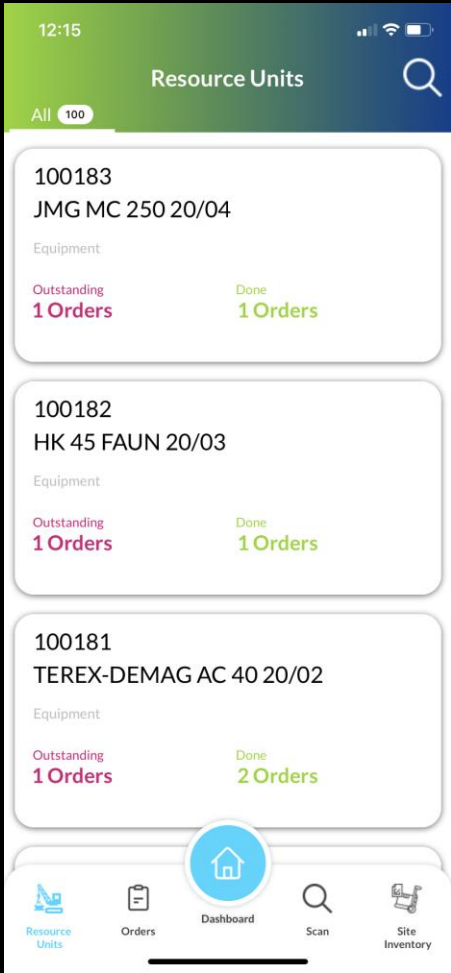 12:15
Resource Units
All 100
100183
JMG MC 250 20/04
Equipment
Outstanding Done
1 Orders 1 Orders
100182
HK 45 FAUN 20/03
Equipment
Outstanding Done
1 Orders 1 Orders
100181
TEREX-DEMAG AC 40 20/02
Equipment
Outstanding Done
1 Orders 2 Orders
Resource Units
Orders
Dashboard
Scan
Site Inventory